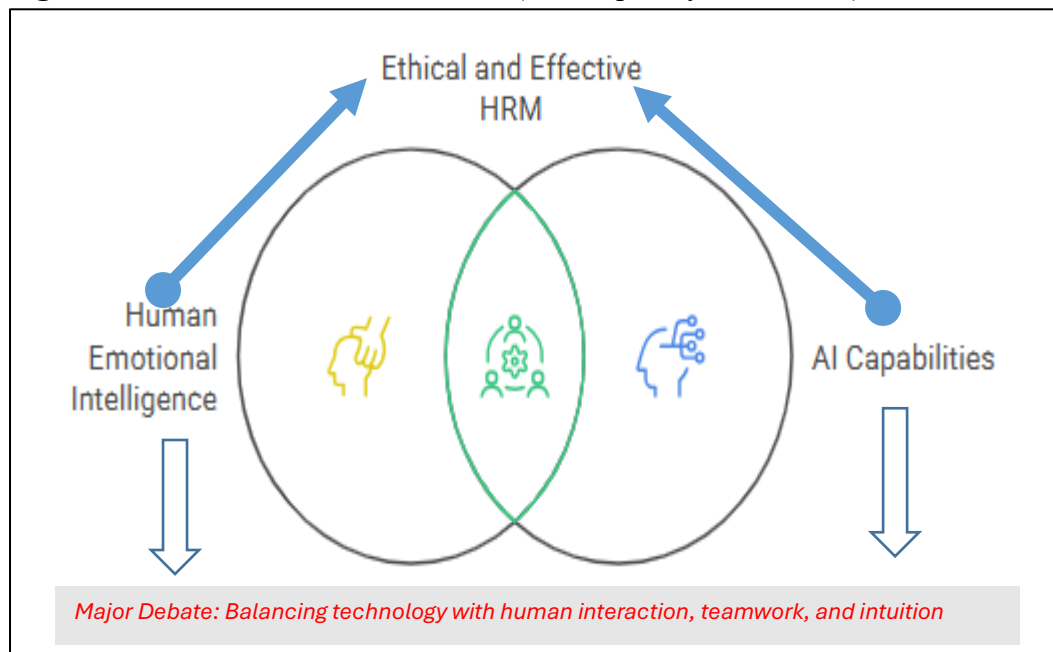 Ethical and Effective
HRM
Human
Emotional
Intelligence
AI Capabilities
Major Debate: Balancing technology with human interaction, teamwork, and intuition